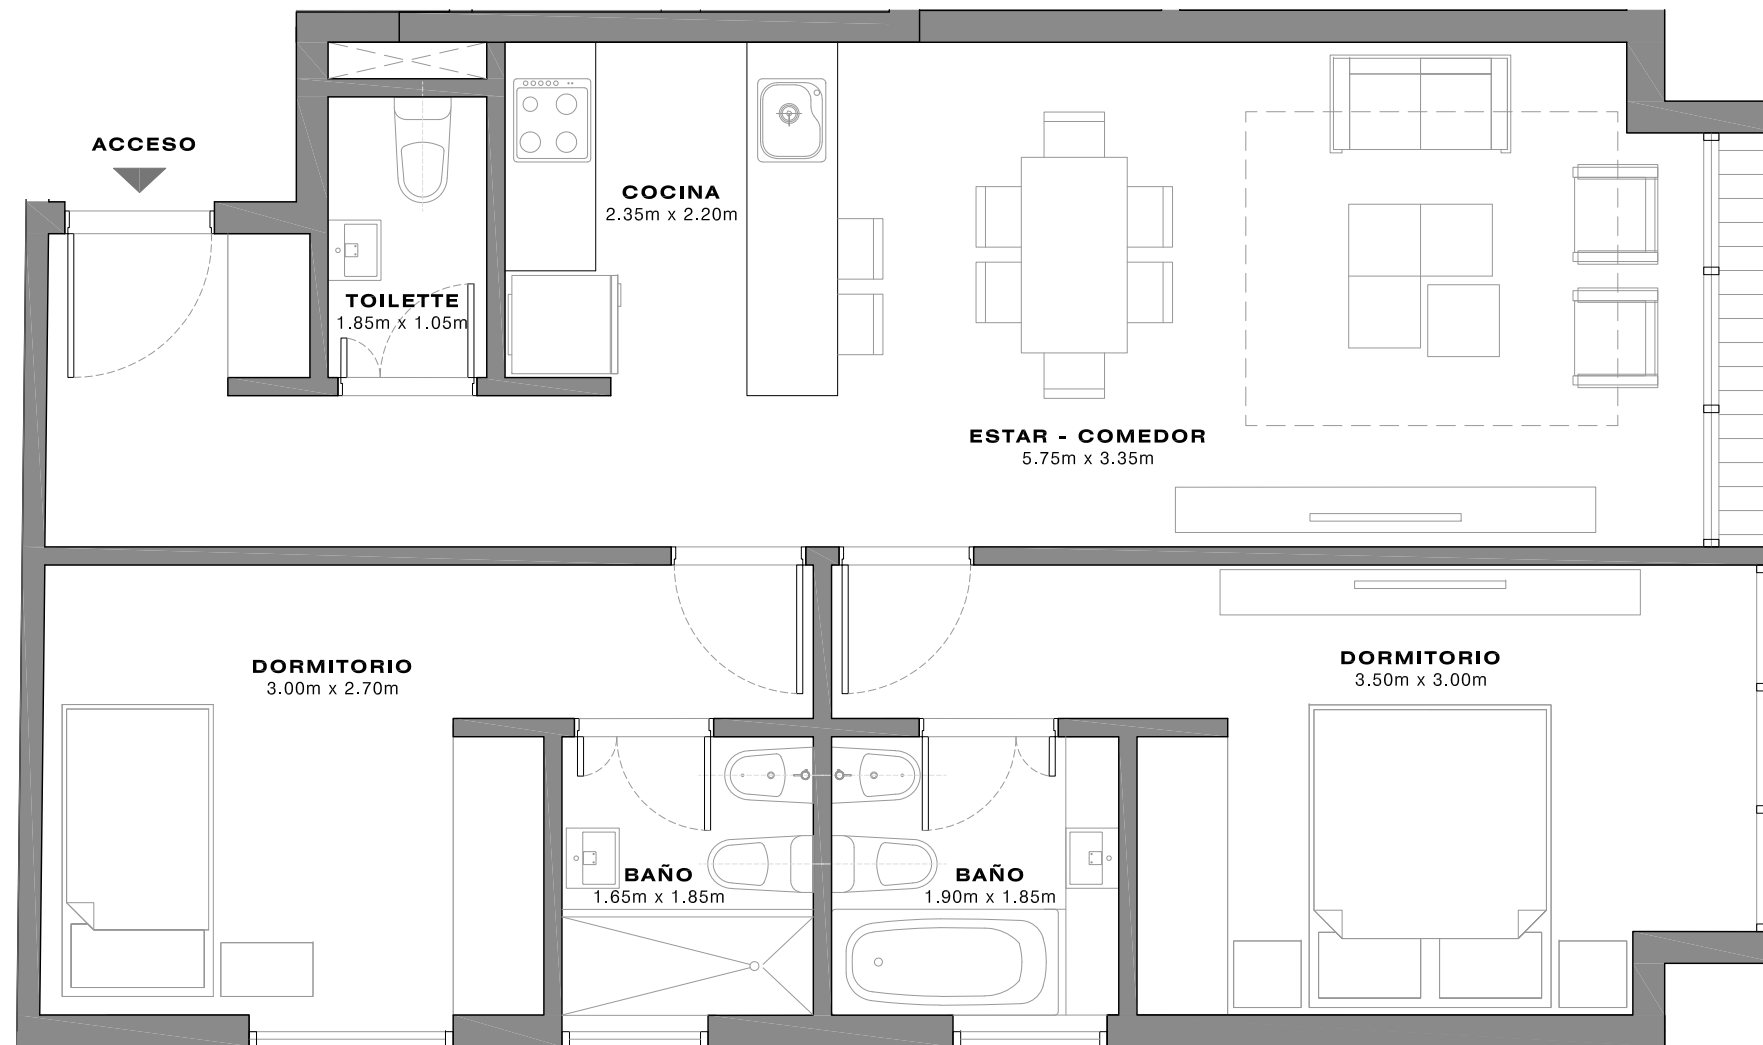 ACCESO
COCINA
2.35m x 2.20m
TOILETTE
1.85m x 1.05m
ESTAR - COMEDOR
5.75m x 3.35m
DORMITORIO
3.00m x 2.70m
DORMITORIO
3.50m x 3.00m
BAÑO
1.65m x 1.85m
BAÑO
1.90m x 1.85m